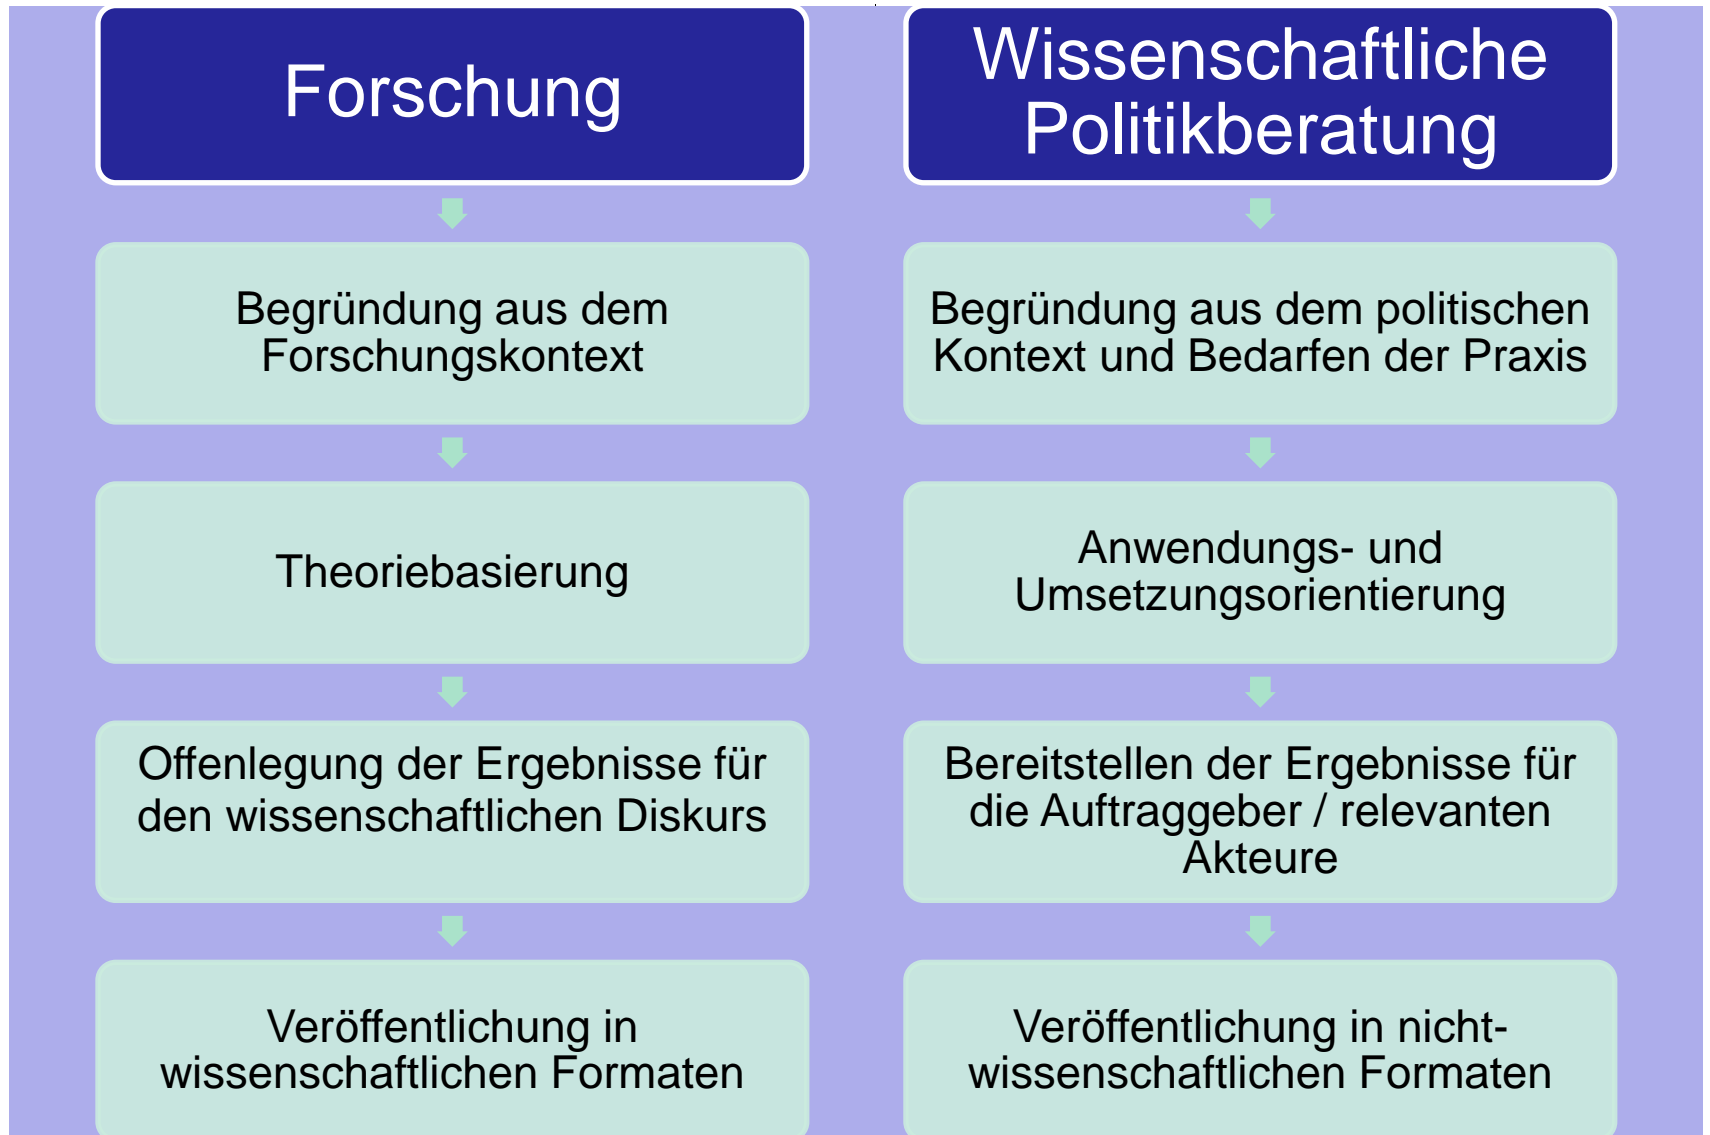 Forschung
Begründung aus dem
Forschungskontext
Theoriebasierung
Offenlegung der Ergebnisse für
den wissenschaftlichen Diskurs
Veröffentlichung in
wissenschaftlichen Formaten
Wissenschaftliche
Politikberatung
Begründung aus dem politischen
Kontext und Bedarfen der Praxis
Anwendungs- und
Umsetzungsorientierung
Bereitstellen der Ergebnisse für
die Auftraggeber / relevanten
Akteure
Veröffentlichung in nicht-
wissenschaftlichen Formaten